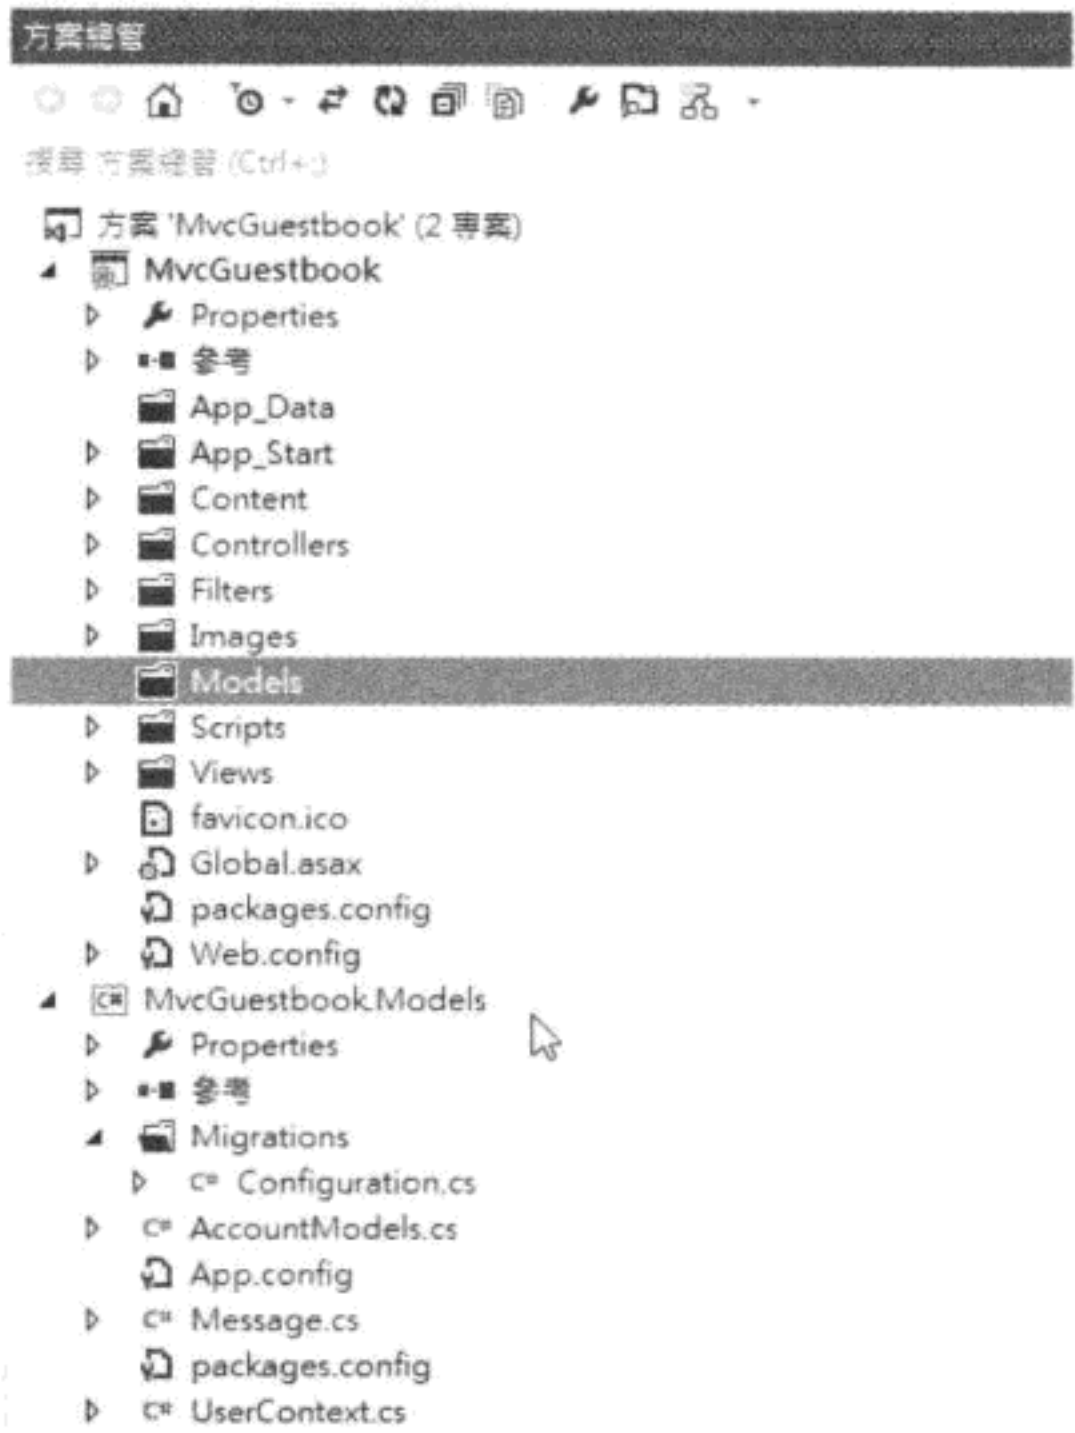 方案總管
搜尋 方案總管 (Ctrl+;)
方案 'MvcGuestbook' (2 專案)
MvcGuestbook
Properties
參考
App_Data
App_Start
Content
Controllers
Filters
Images
Models
Scripts
Views
favicon.ico
Global.asax
packages.config
Web.config
C# MvcGuestbook.Models
Properties
參考
Migrations
C# Configuration.cs
C# AccountModels.cs
App.config
C# Message.cs
packages.config
C# UserContext.cs